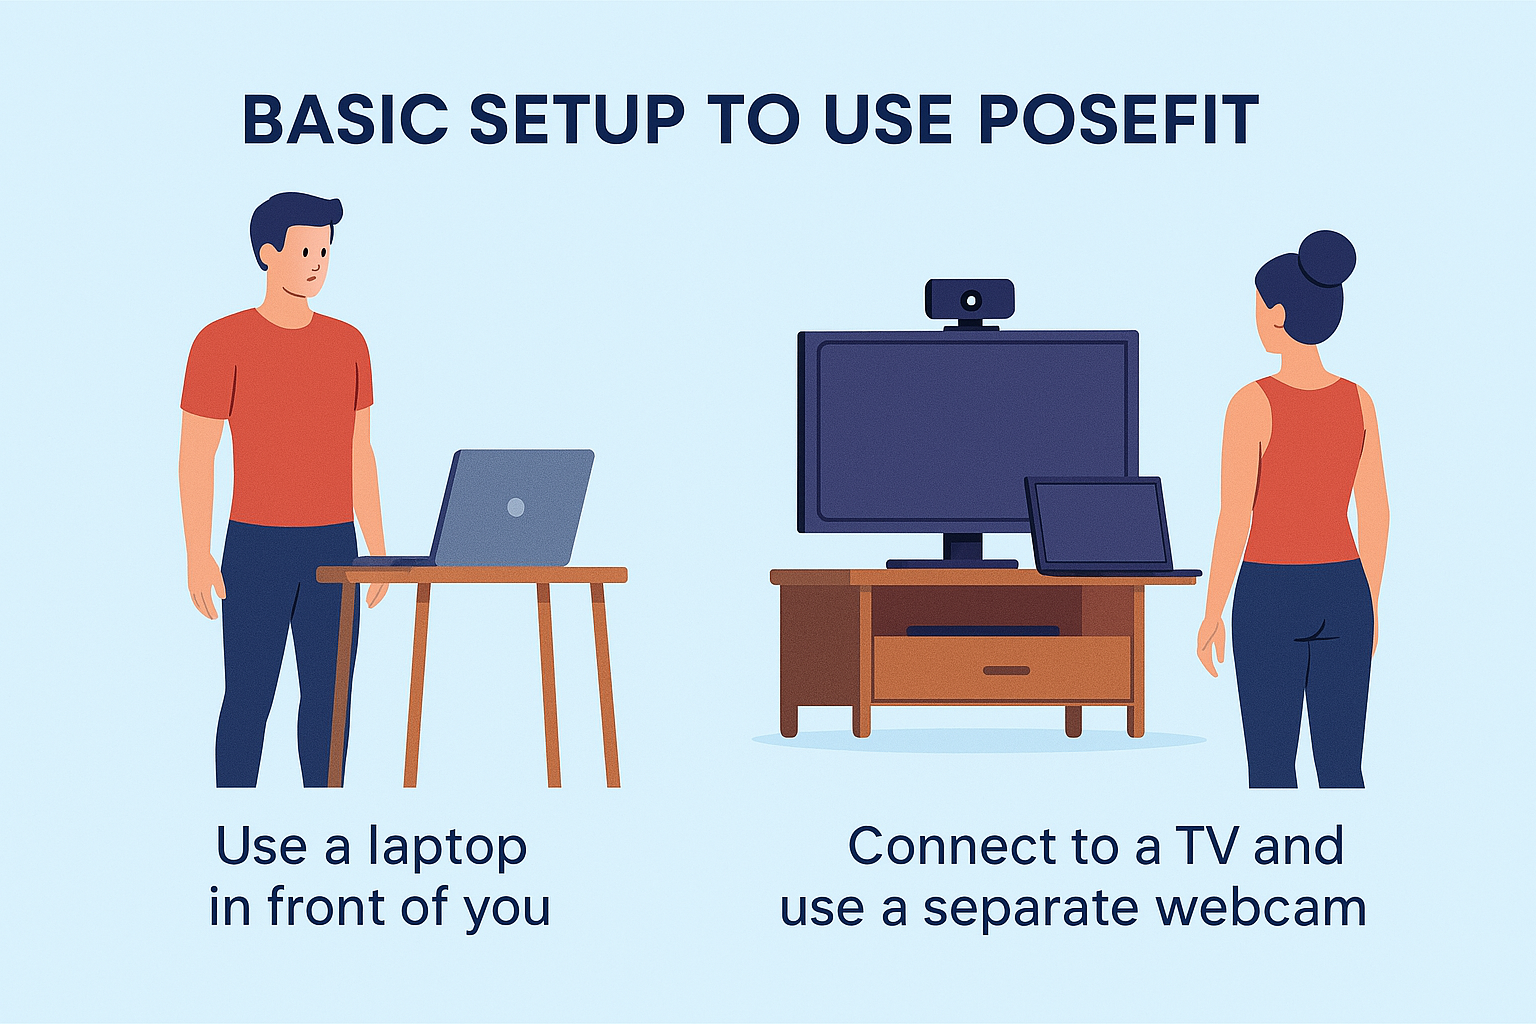 BASIC SETUP TO USE POSEFIT
Use a laptop
in front of you
Connect to a TV and
use a separate webcam